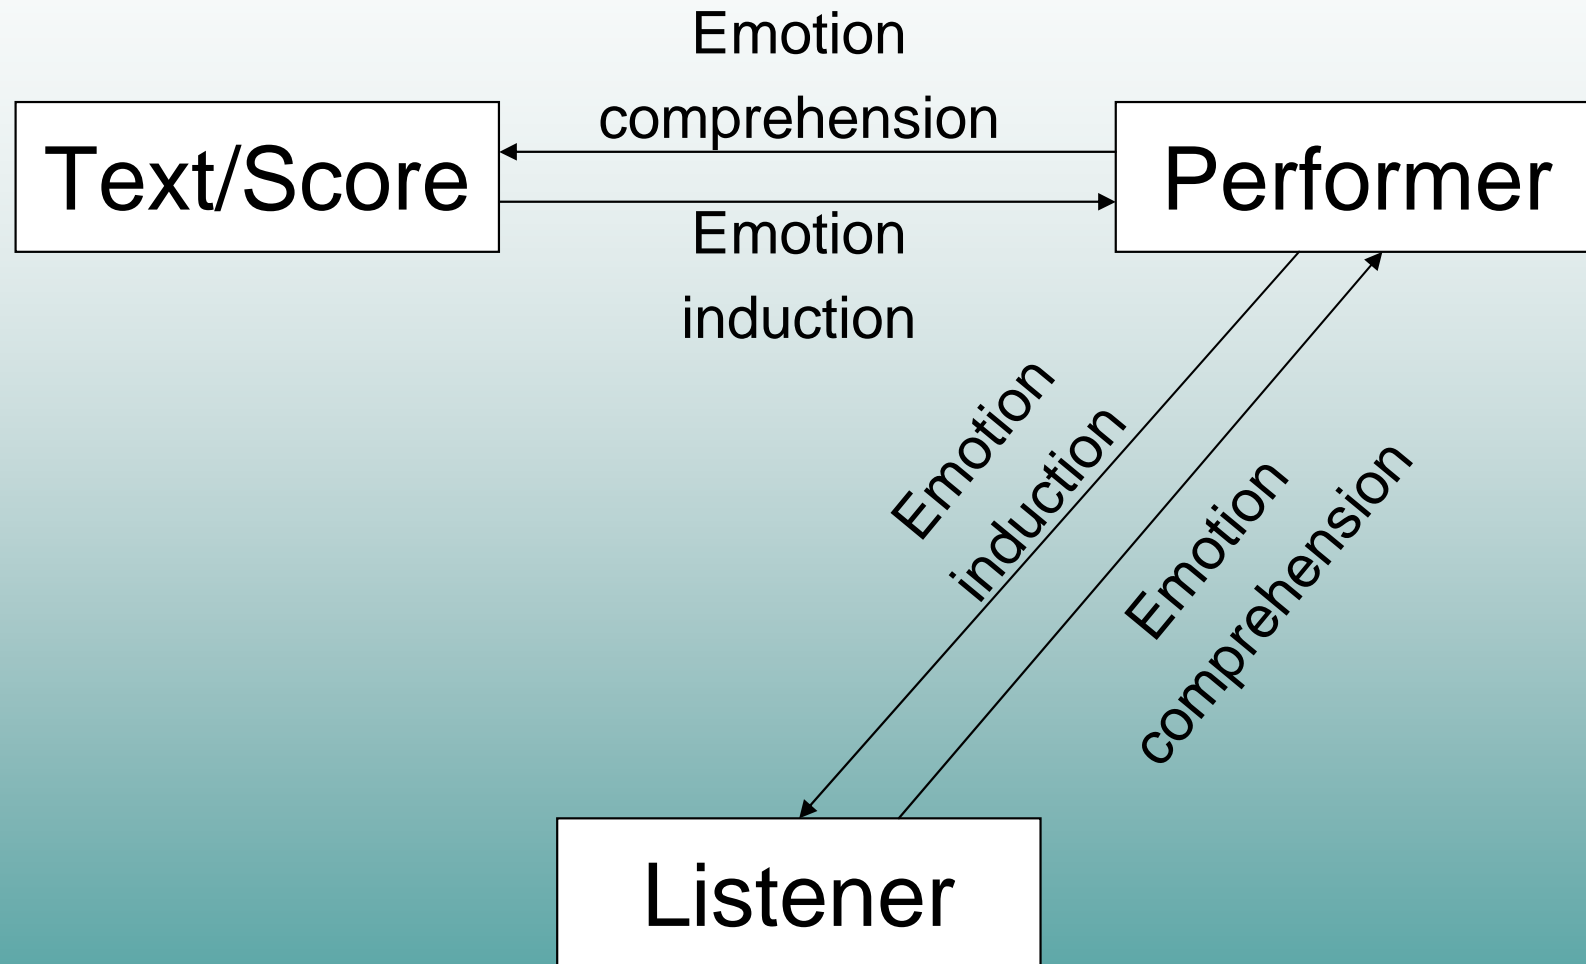 Emotion
comprehension
Text/Score
Performer
Emotion
induction
Emotion
induction
Emotion
comprehension
Listener